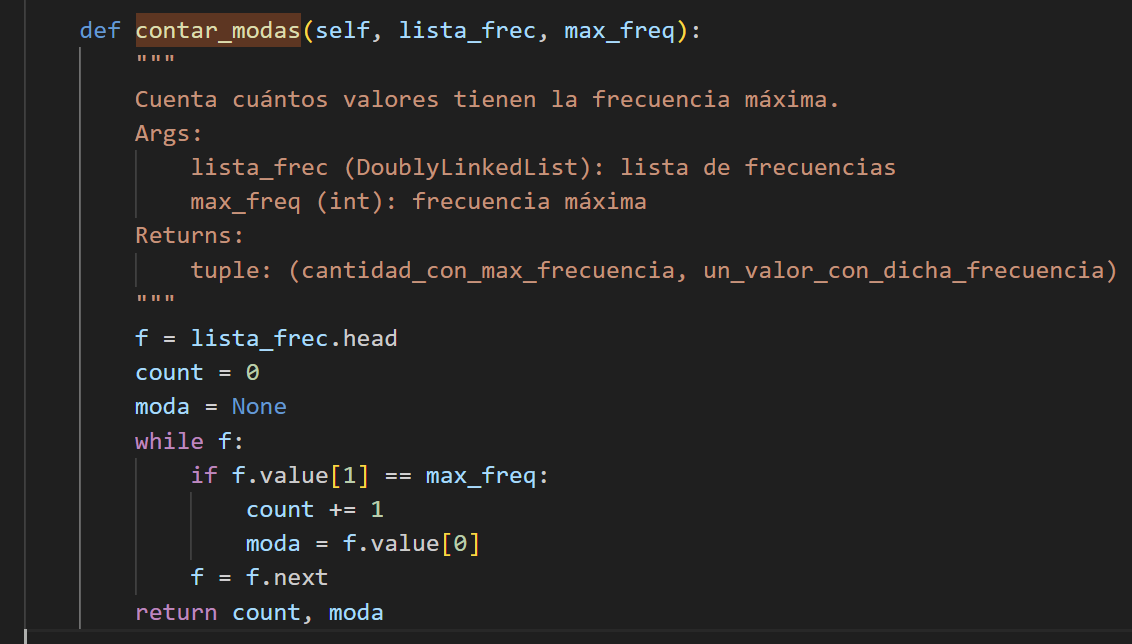 def contar_modas(self, lista_frec, max_freq):
"""
Cuenta cuántos valores tienen la frecuencia máxima.
Args:
lista_frec (DoublyLinkedList): lista de frecuencias
max_freq (int): frecuencia máxima
Returns:
tuple: (cantidad_con_max_frecuencia, un_valor_con_dicha_frecuencia)
"""
f = lista_frec.head
count = 0
moda = None
while f:
if f.value[1] == max_freq:
count += 1
moda = f.value[0]
f = f.next
return count, moda